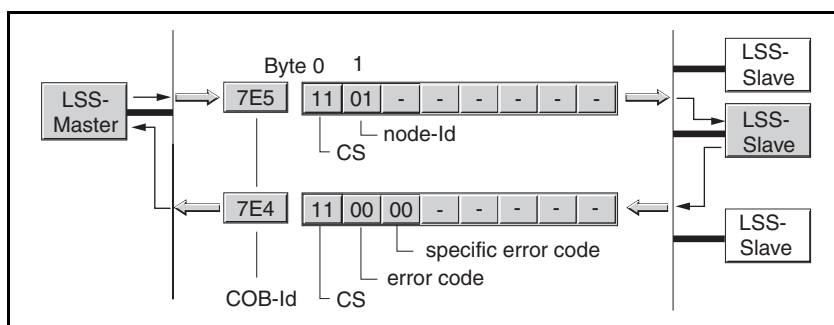 Byte 0 1
LSS-
Master
7E5
11 01 - - - - - -
node-Id
CS
LSS-
Slave
LSS-
Slave
7E4
11 00 00 - - - - -
specific error code
error code
COB-Id
CS
LSS-
Slave